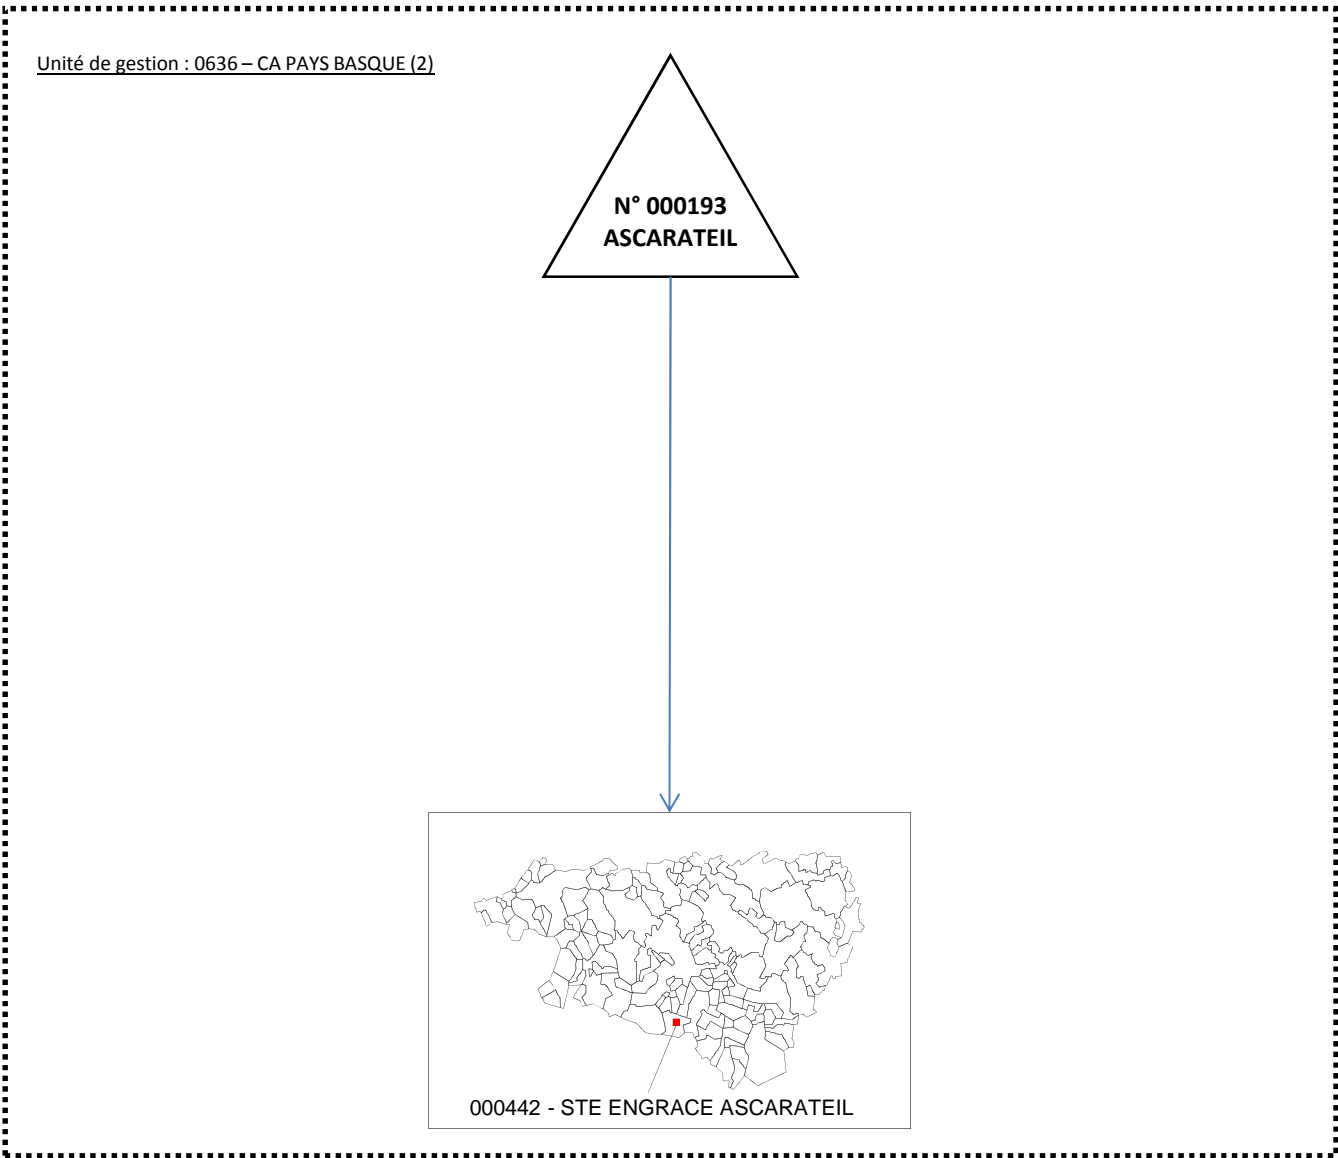 Unité de gestion : 0636 – CA PAYS BASQUE (2)
N° 000193
ASCARATEIL
000442 - STE ENGRACE ASCARATEIL